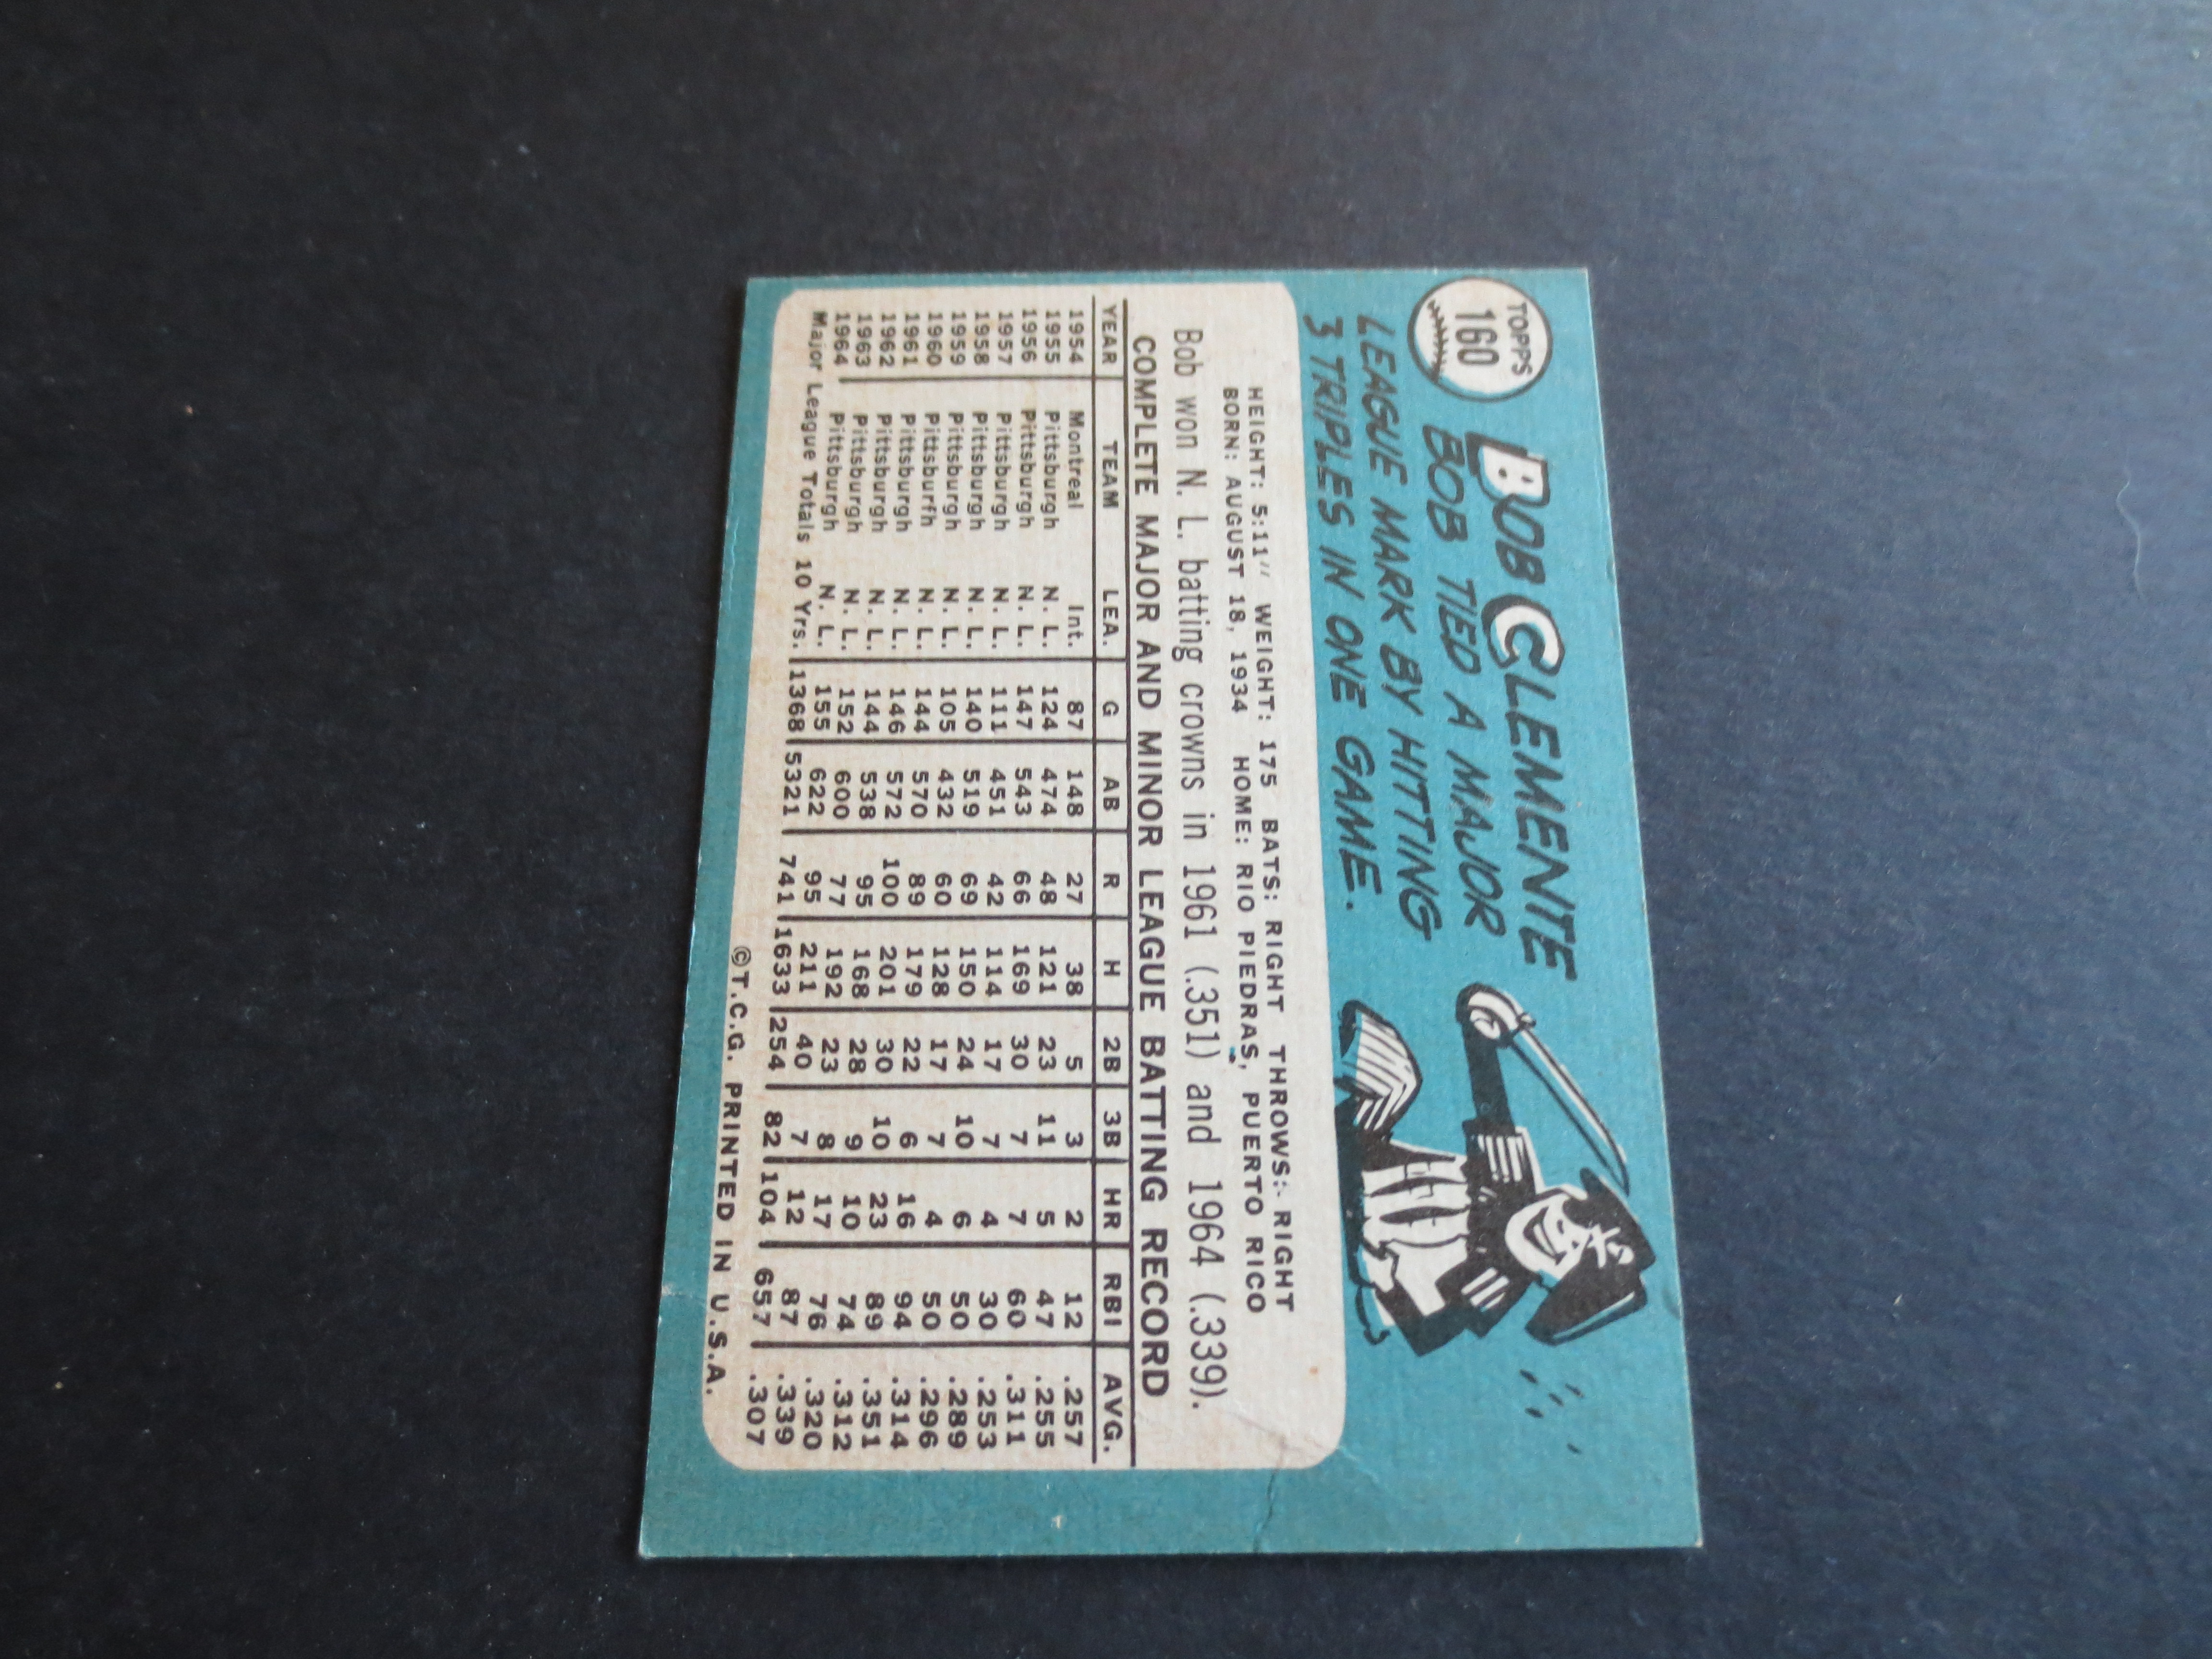 TOPPS
160
BOB CLEMENTE
BOB TIED A MAJOR
LEAGUE MARK BY HITTING
3 TRIPLES IN ONE GAME.
HEIGHT: 5:11" WEIGHT: 175 BATS: RIGHT THROWS: RIGHT
BORN: AUGUST 18, 1934 HOME: RIO PIEDRAS, PUERTO RICO
Bob won N. L. batting crowns in 1961 (.351) and 1964 (.339).
COMPLETE MAJOR AND MINOR LEAGUE BATTING RECORD
YEAR TEAM LEA. G AB R H 2B 3B HR RBI AVG.
1954 Montreal Int. 87 148 27 38 5 3 2 12 .257
1955 Pittsburgh N. L. 124 474 48 121 23 11 5 47 .255
1956 Pittsburgh N. L. 147 543 66 169 30 7 7 60 .311
1957 Pittsburgh N. L. 111 451 42 114 17 7 4 30 .253
1958 Pittsburgh N. L. 140 519 69 150 24 10 6 50 .289
1959 Pittsburgh N. L. 105 432 60 128 17 7 4 50 .296
1960 Pittsburfh N. L. 144 570 89 179 22 6 16 94 .314
1961 Pittsburgh N. L. 146 572 100 201 30 10 23 89 .351
1962 Pittsburgh N. L. 144 538 95 168 28 9 10 74 .312
1963 Pittsburgh N. L. 152 600 77 192 23 8 17 76 .320
1964 Pittsburgh N. L. 155 622 95 211 40 7 12 87 .339
Major League Totals 10 Yrs. 1368 5321 741 1633 254 82 104 657 .307
©T.C.G. PRINTED IN U.S.A.